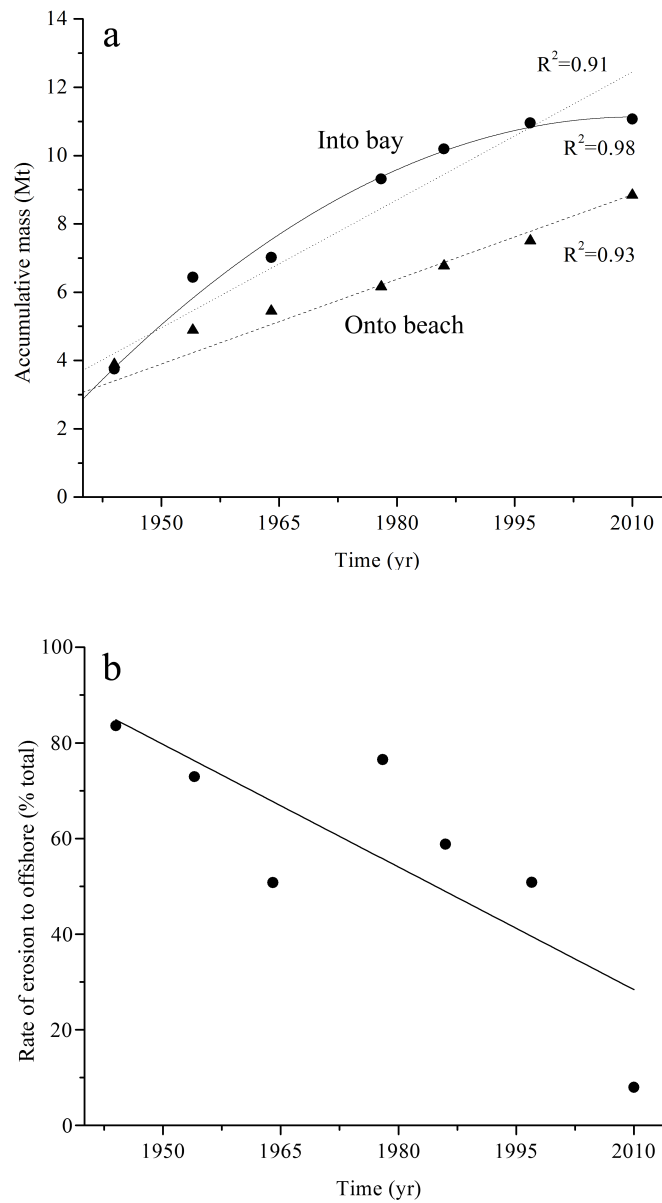 a
14
12
10
8
6
4
2
0
Accumulative mass (Mt)
R²=0.91
Into bay
R²=0.98
R²=0.93
Onto beach
1950 1965 1980 1995 2010
Time (yr)
b
100
80
60
40
20
0
Rate of erosion to offshore (% total)
1950 1965 1980 1995 2010
Time (yr)